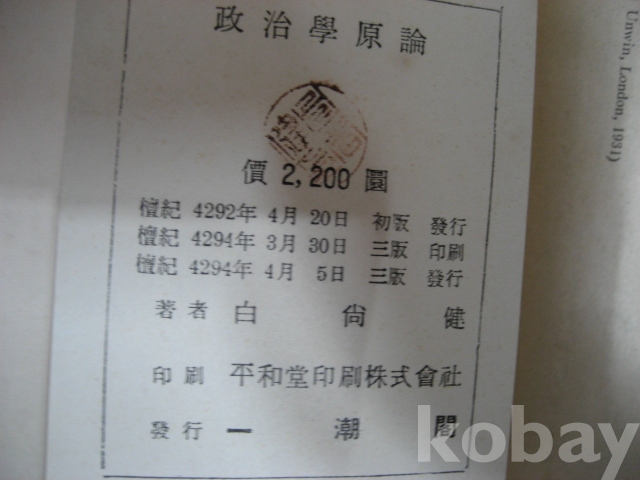 政治學原論
價 2,200 圜
檀紀 4292年 4月 20日 初版 發行
檀紀 4294年 3月 30日 三版 印刷
檀紀 4294年 4月 5日 三版 發行
著者 白尙健
印刷 平和堂印刷株式會社
發行 一潮閣
Unwin, London, 1931)
kobay